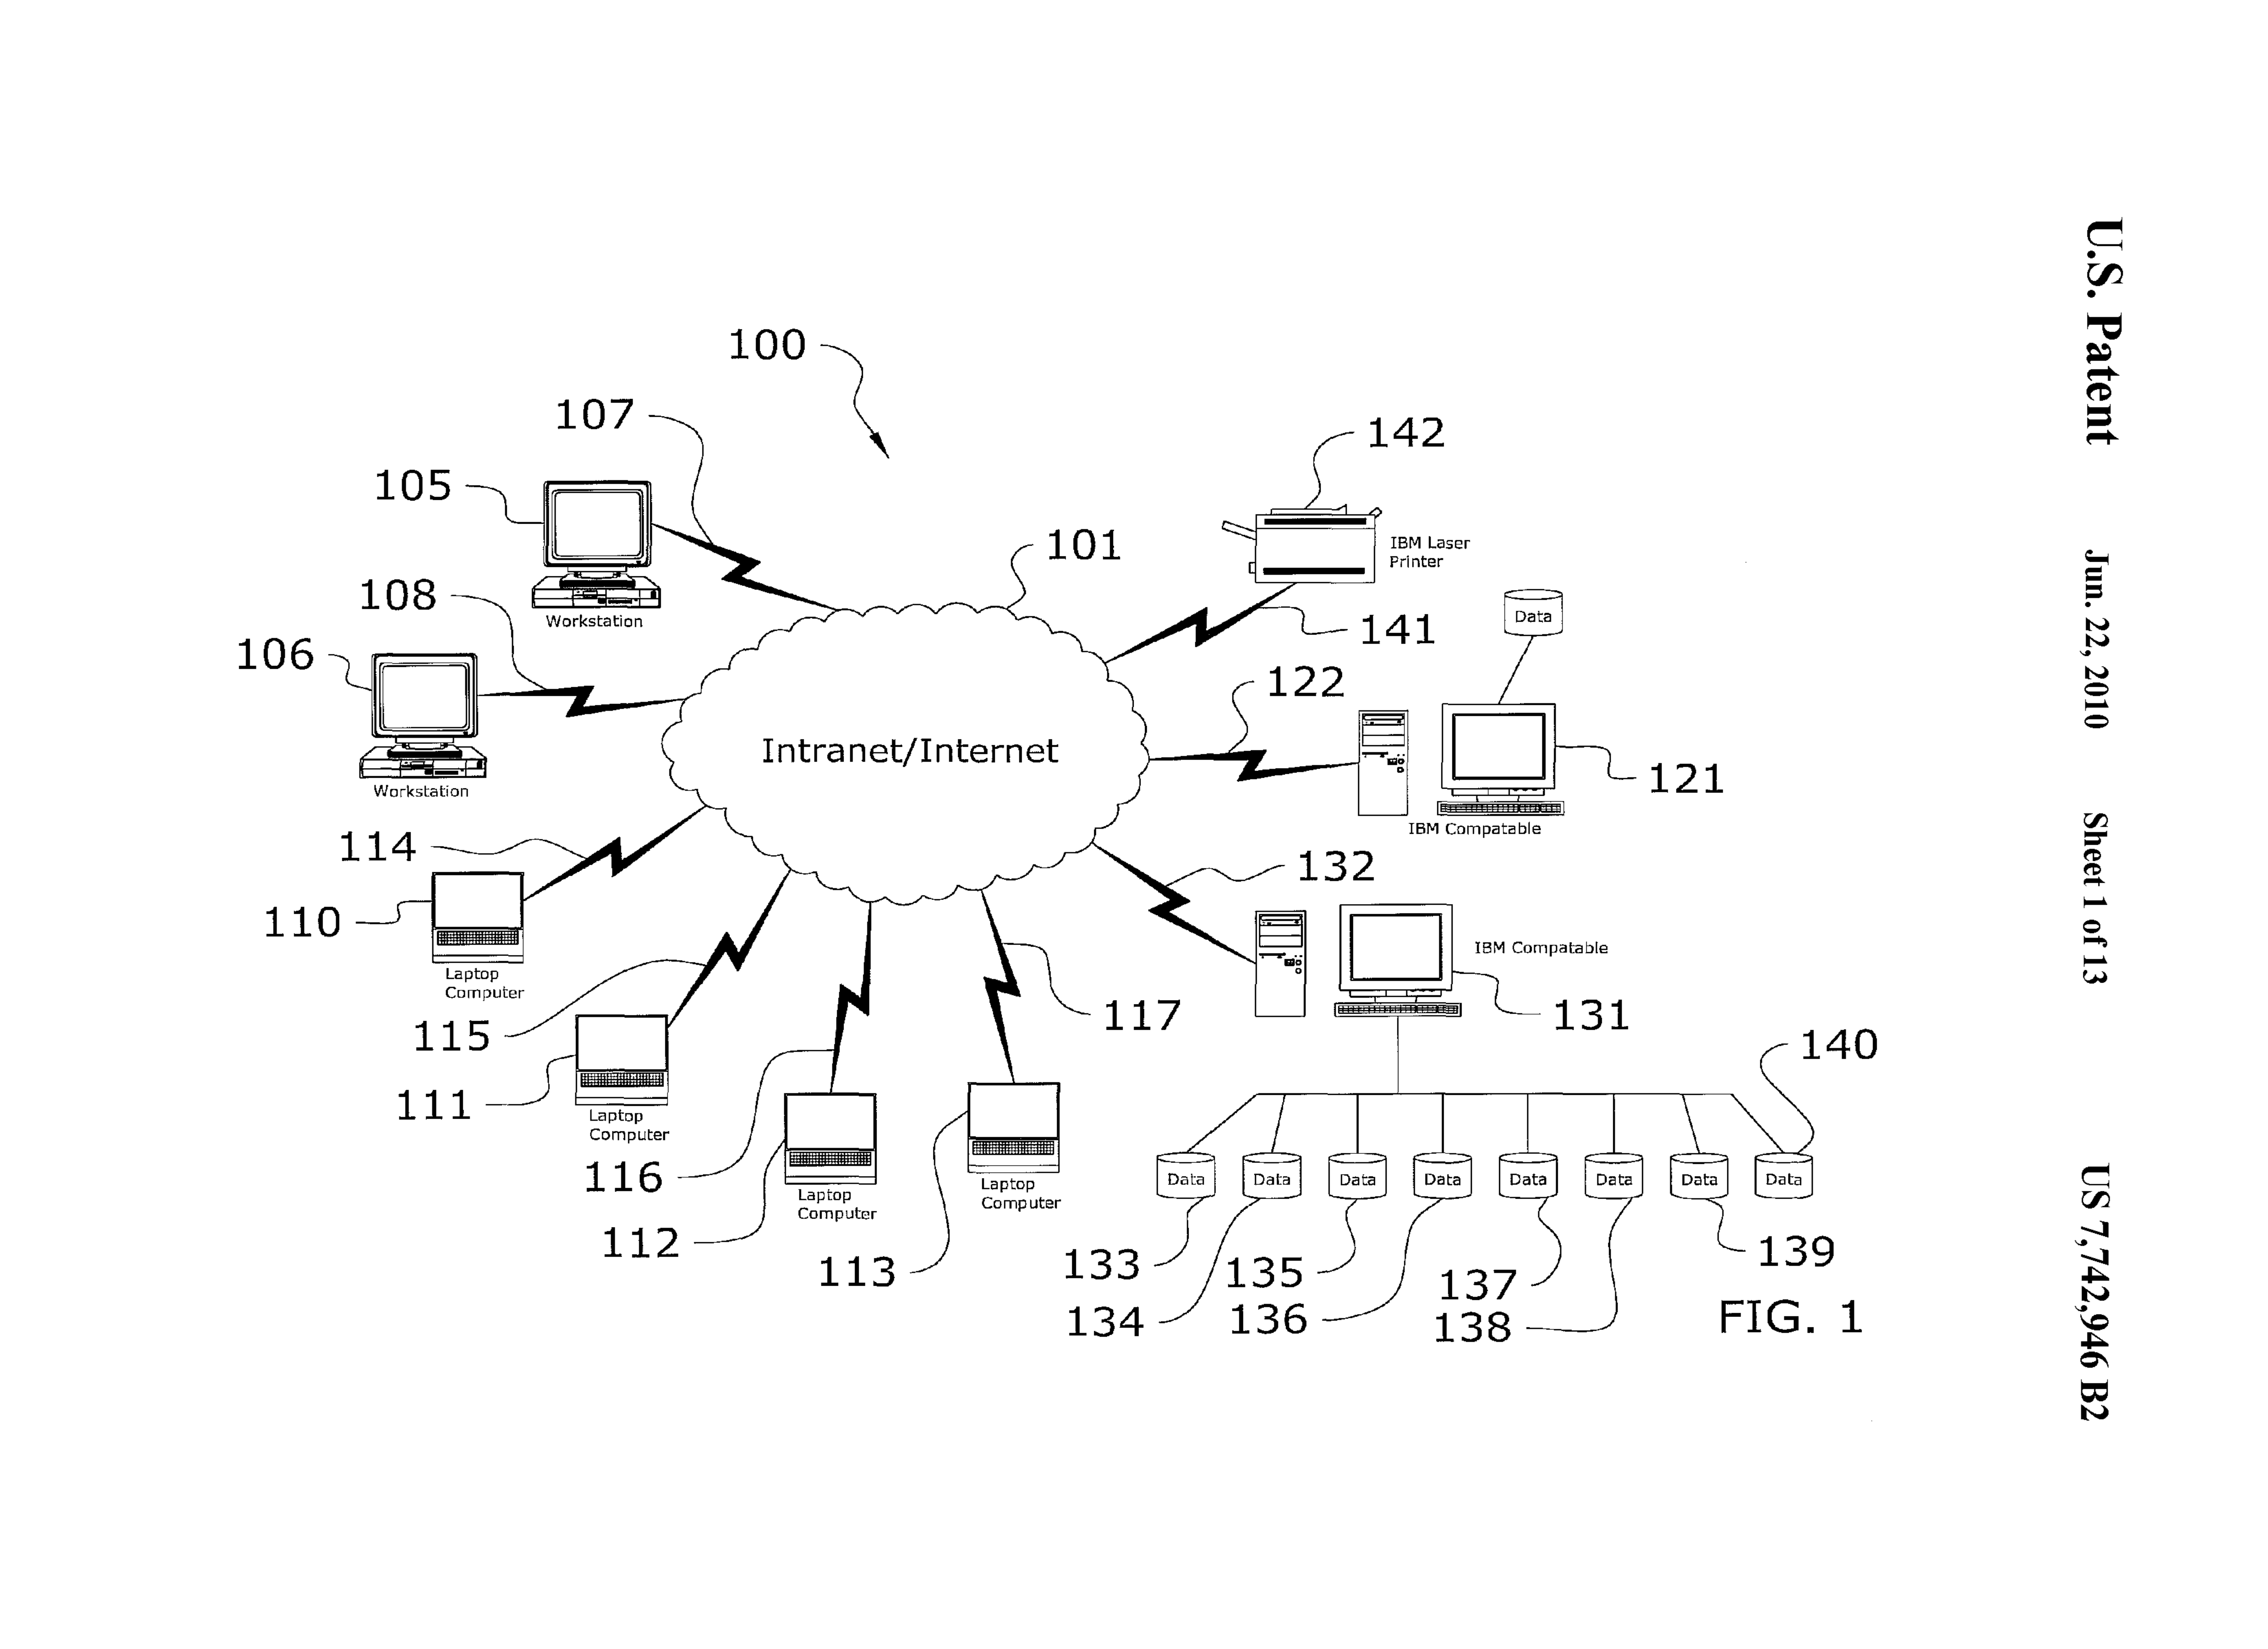 U.S. Patent Jun. 22, 2010 Sheet 1 of 13 US 7,742,946 B2
100
107
142
105
IBM Laser
Printer
101
108
Workstation
Data
141
106
122
Intranet/Internet
121
Workstation
IBM Compatable
114
132
110
IBM Compatable
Laptop
Computer
117
131
115
140
111
Laptop
Computer
116
Data Data Data Data Data Data Data Data
Laptop
Computer
Laptop
Computer
112
113
133
135
137
139
134
136
138
FIG. 1